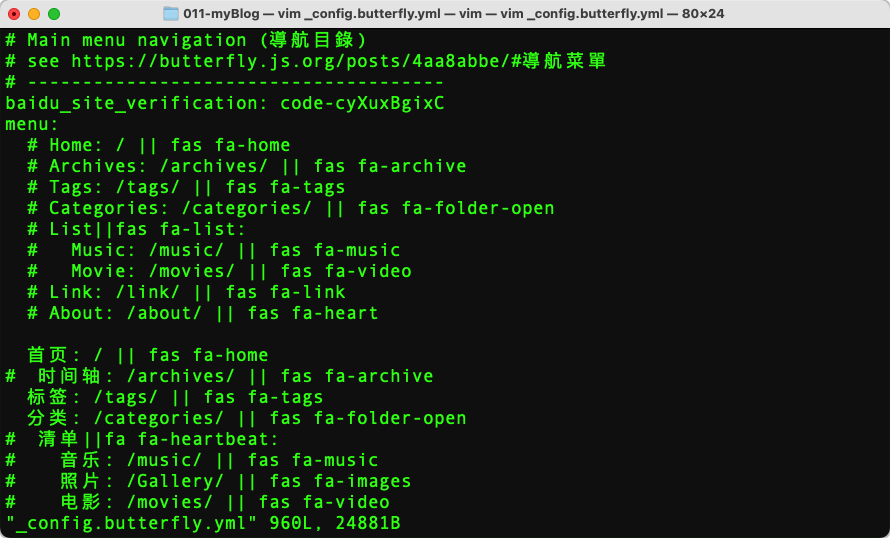 011-myBlog — vim _config.butterfly.yml — vim — vim _config.butterfly.yml — 80×24
# Main menu navigation (導航目錄)
# see https://butterfly.js.org/posts/4aa8abbe/#導航菜單
# --------------------------------------
baidu_site_verification: code-cyXuxBgixC
menu:
  # Home: / || fas fa-home
  # Archives: /archives/ || fas fa-archive
  # Tags: /tags/ || fas fa-tags
  # Categories: /categories/ || fas fa-folder-open
  # List||fas fa-list:
  #   Music: /music/ || fas fa-music
  #   Movie: /movies/ || fas fa-video
  # Link: /link/ || fas fa-link
  # About: /about/ || fas fa-heart

  首页: / || fas fa-home
#  时间轴: /archives/ || fas fa-archive
  标签: /tags/ || fas fa-tags
  分类: /categories/ || fas fa-folder-open
#  清单||fa fa-heartbeat:
#    音乐: /music/ || fas fa-music
#    照片: /Gallery/ || fas fa-images
#    电影: /movies/ || fas fa-video
"_config.butterfly.yml" 960L, 24881B